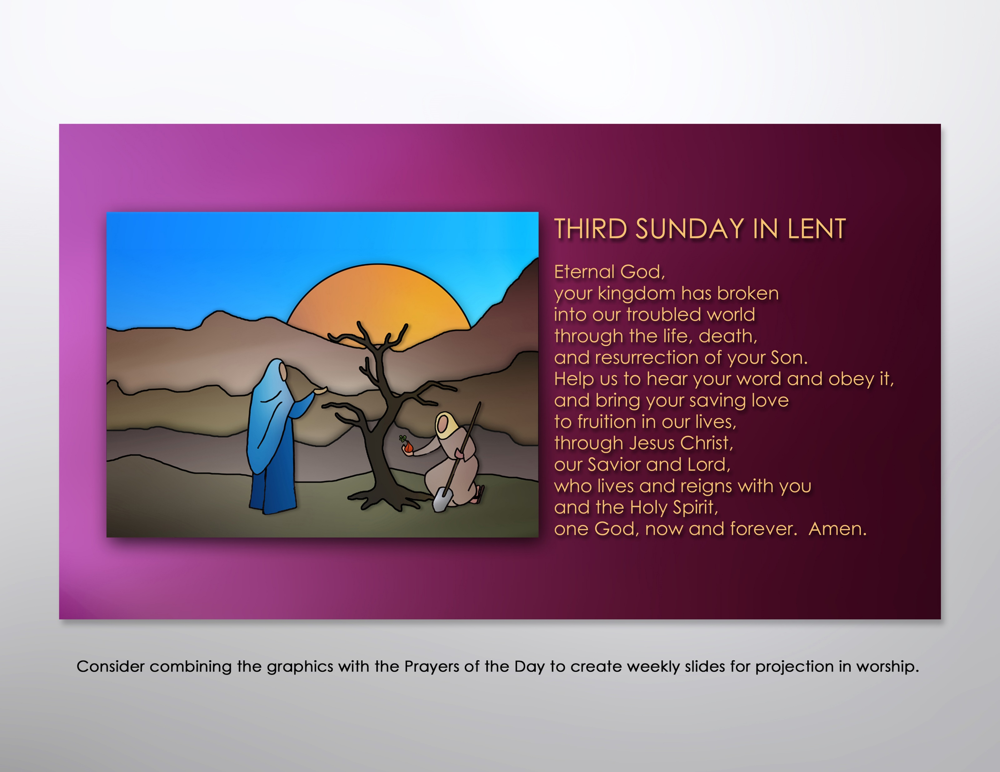 THIRD SUNDAY IN LENT
Eternal God,
your kingdom has broken
into our troubled world
through the life, death,
and resurrection of your Son.
Help us to hear your word and obey it,
and bring your saving love
to fruition in our lives,
through Jesus Christ,
our Savior and Lord,
who lives and reigns with you
and the Holy Spirit,
one God, now and forever.  Amen.
Consider combining the graphics with the Prayers of the Day to create weekly slides for projection in worship.